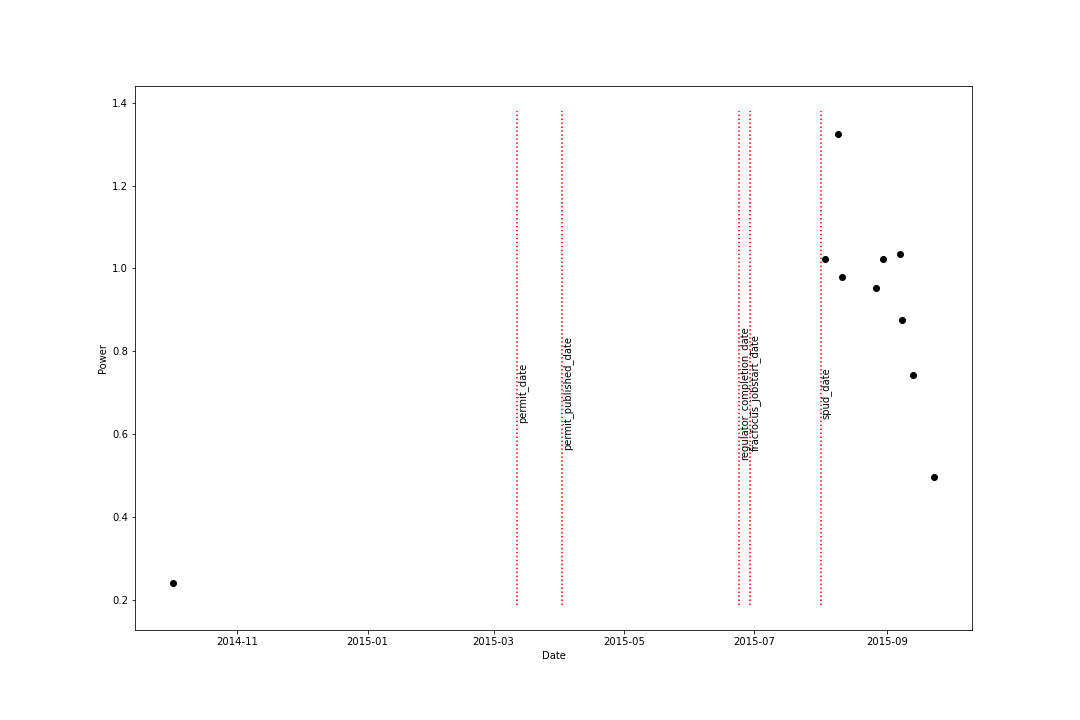 1.4
1.2
1.0
0.8
0.6
0.4
0.2
Power
permit_date
permit_published_date
regulator_completion_date
fracfocus_jobstart_date
spud_date
2014-11
2015-01
2015-03
2015-05
2015-07
2015-09
Date